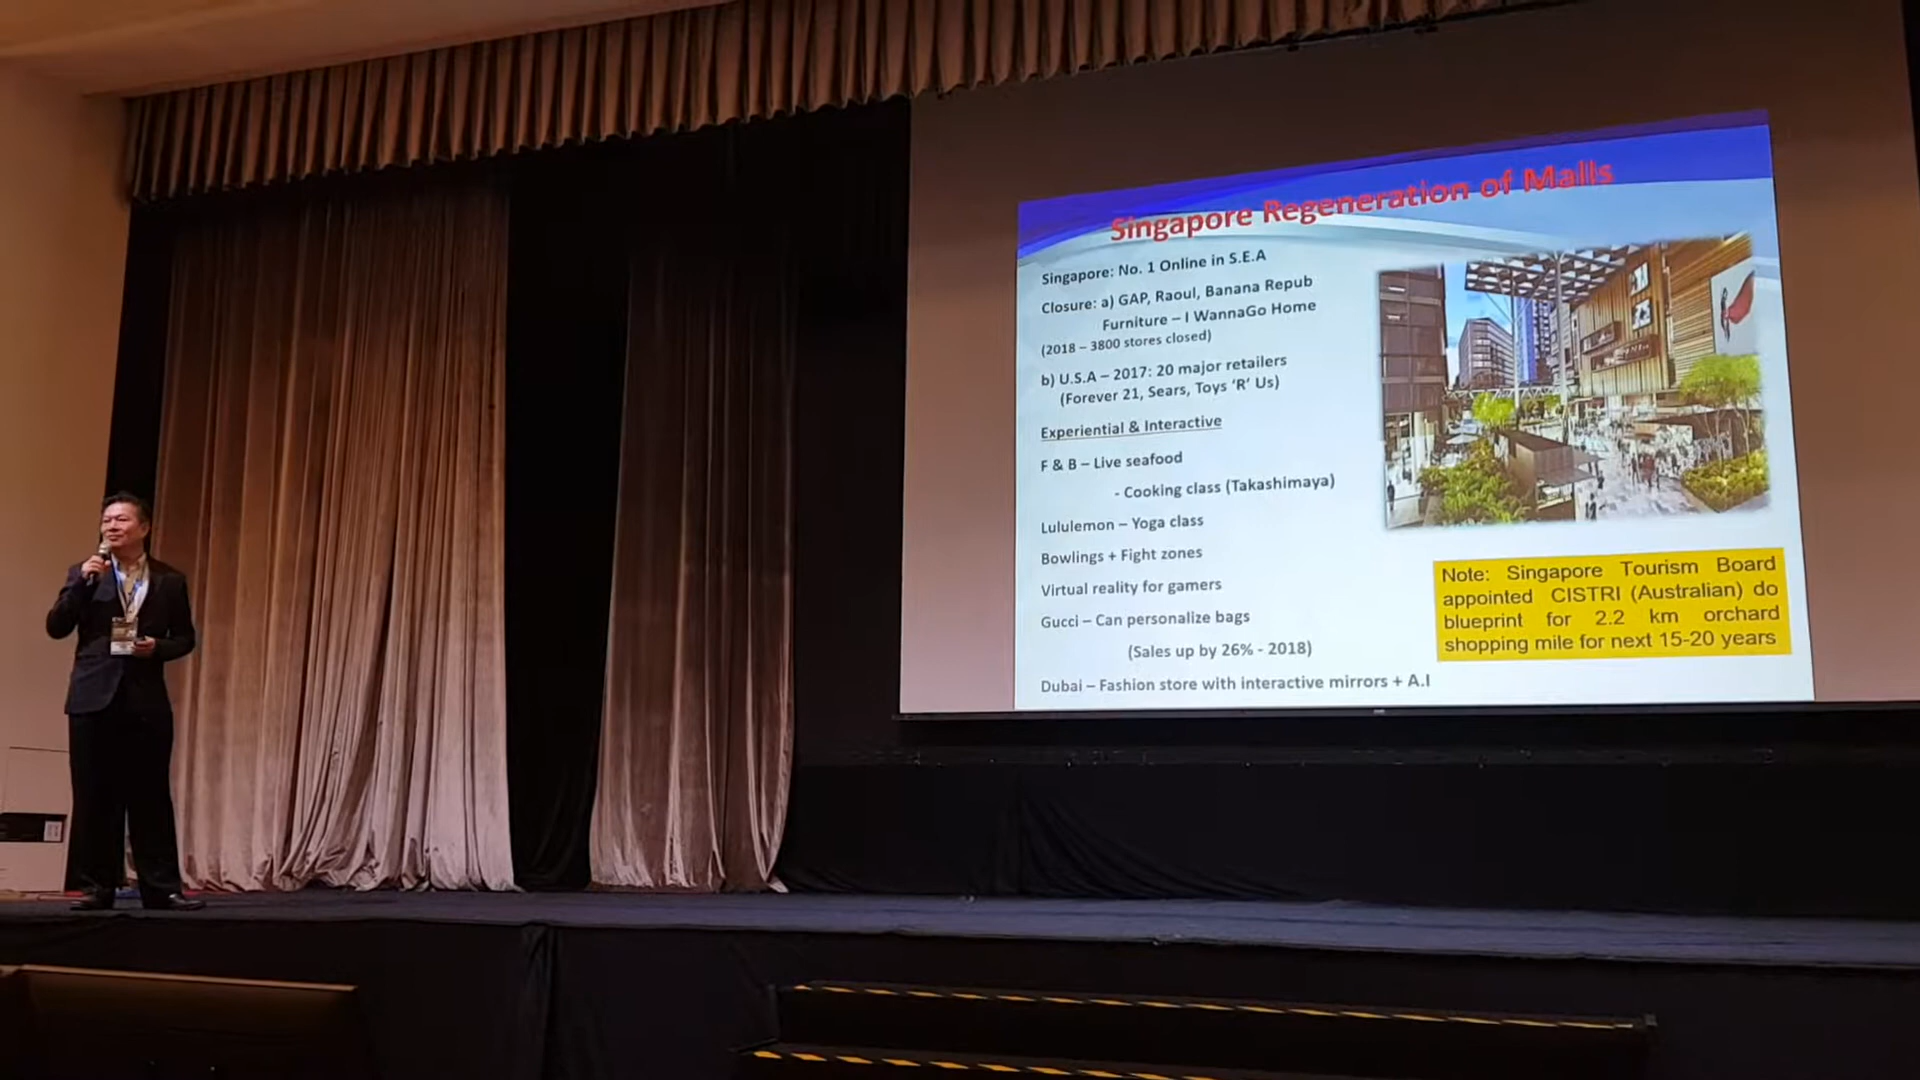 Singapore Regeneration of Malls
Singapore: No. 1 Online in S.E.A
Closure: a) GAP, Raoul, Banana Repub
Furniture – I WannaGo Home
(2018 – 3800 stores closed)
b) U.S.A – 2017: 20 major retailers
(Forever 21, Sears, Toys ‘R’ Us)
Experiential & Interactive
F & B – Live seafood
- Cooking class (Takashimaya)
Lululemon – Yoga class
Bowlings + Fight zones
Virtual reality for gamers
Gucci – Can personalize bags
(Sales up by 26% - 2018)
Dubai – Fashion store with interactive mirrors + A.I
Note: Singapore Tourism Board
appointed CISTRI (Australian) do
blueprint for 2.2 km orchard
shopping mile for next 15-20 years